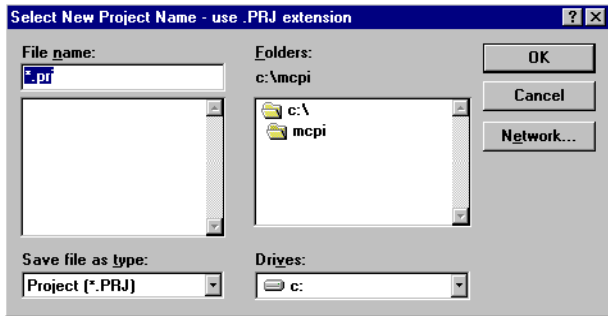 Select New Project Name - use .PRJ extension
File name:
*.prj
Folders:
c:\mcpi
c:\
mcpi
OK
Cancel
Network...
Save file as type:
Project (*.PRJ)
Drives:
c: